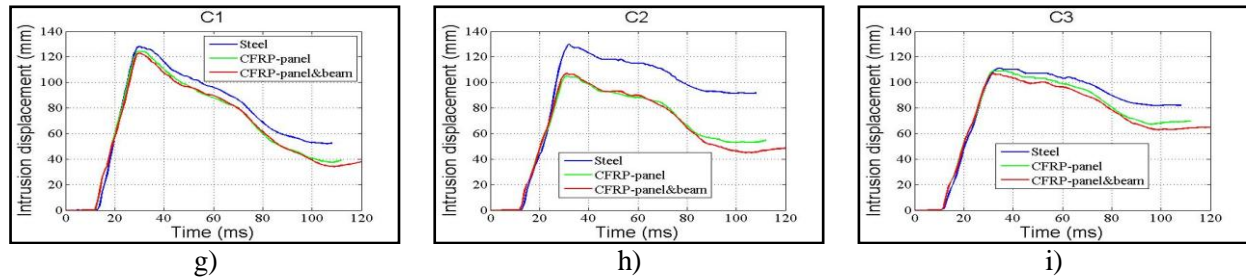 C1
Intrusion displacement (mm)
140
120
100
80
60
40
20
0
Steel
CFRP-panel
CFRP-panel&beam
0 20 40 60 80 100 120
Time (ms)
g)
C2
Intrusion displacement (mm)
140
120
100
80
60
40
20
0
Steel
CFRP-panel
CFRP-panel&beam
0 20 40 60 80 100 120
Time (ms)
h)
C3
Intrusion displacement (mm)
140
120
100
80
60
40
20
0
Steel
CFRP-panel
CFRP-panel&beam
0 20 40 60 80 100 120
Time (ms)
i)